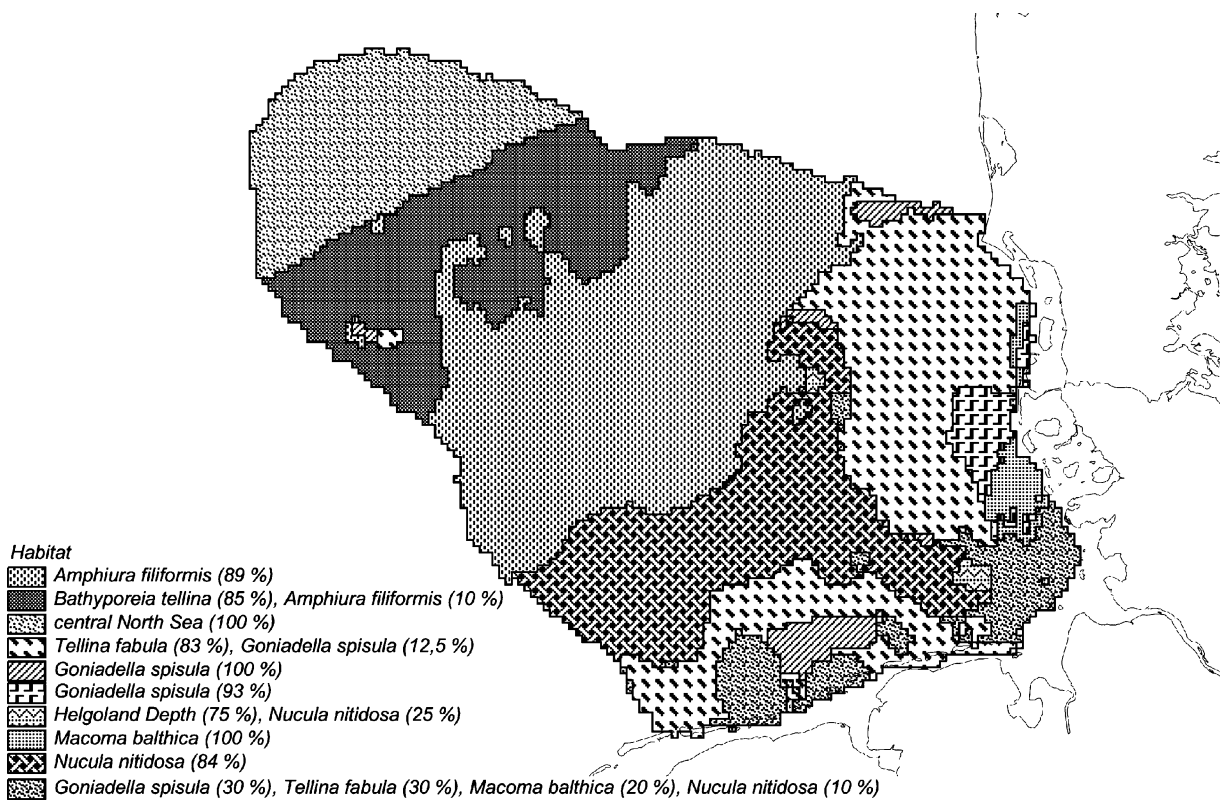 Habitat
Amphiura filiformis (89 %)
Bathyporeia tellina (85 %), Amphiura filiformis (10 %)
central North Sea (100 %)
Tellina fabula (83 %), Goniadella spisula (12,5 %)
Goniadella spisula (100 %)
Goniadella spisula (93 %)
Helgoland Depth (75 %), Nucula nitidosa (25 %)
Macoma balthica (100 %)
Nucula nitidosa (84 %)
Goniadella spisula (30 %), Tellina fabula (30 %), Macoma balthica (20 %), Nucula nitidosa (10 %)